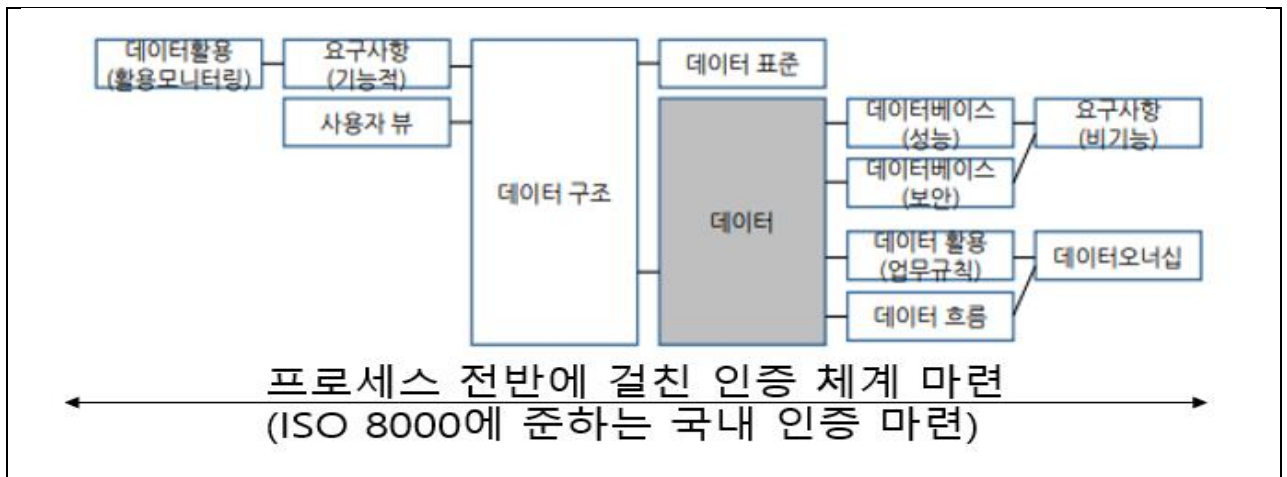 데이터활용
(활용모니터링)
요구사항
(기능적)
사용자 뷰
데이터 구조
데이터 표준
데이터
데이터베이스
(성능)
데이터베이스
(보안)
데이터 활용
(업무규칙)
데이터 흐름
요구사항
(비기능)
데이터오너십
프로세스 전반에 걸친 인증 체계 마련
(ISO 8000에 준하는 국내 인증 마련)